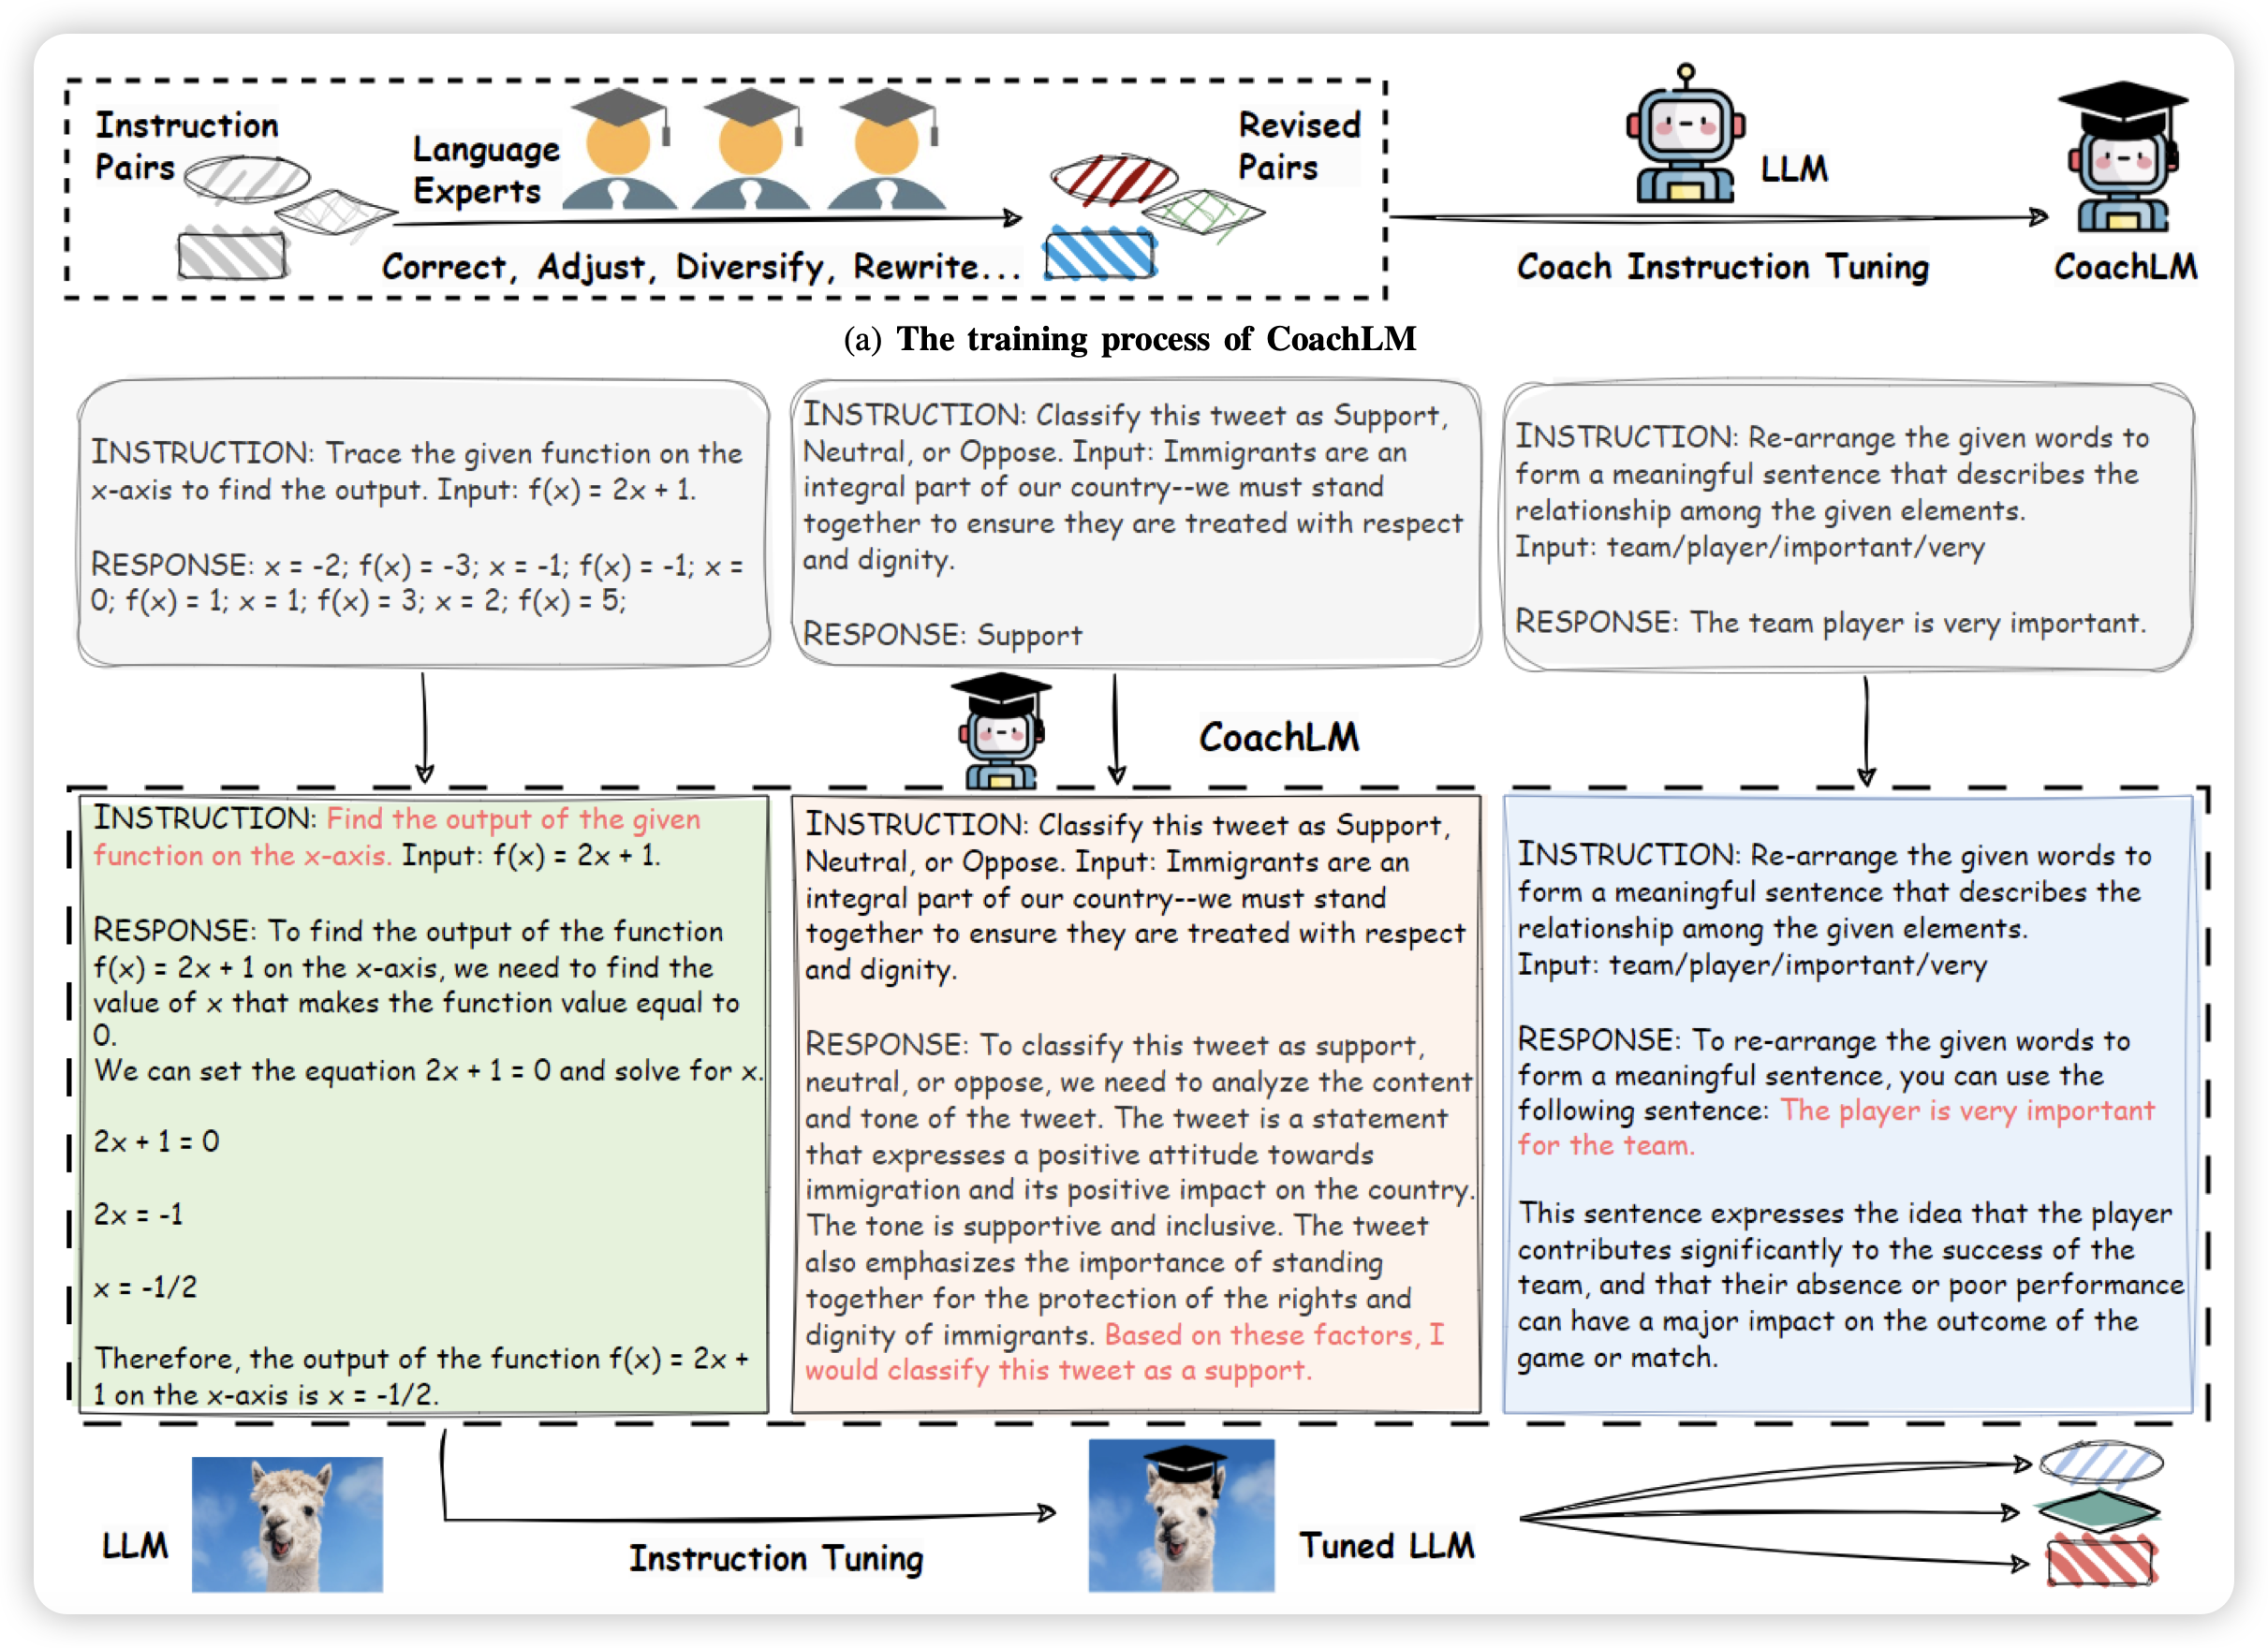 Instruction
Pairs
Language
Experts
Revised
Pairs
LLM
Correct, Adjust, Diversify, Rewrite...
Coach Instruction Tuning
CoachLM
(a) The training process of CoachLM
INSTRUCTION: Trace the given function on the
x-axis to find the output. Input: f(x) = 2x + 1.
RESPONSE: x = -2; f(x) = -3; x = -1; f(x) = -1; x =
0; f(x) = 1; x = 1; f(x) = 3; x = 2; f(x) = 5;
INSTRUCTION: Classify this tweet as Support,
Neutral, or Oppose. Input: Immigrants are an
integral part of our country--we must stand
together to ensure they are treated with respect
and dignity.
RESPONSE: Support
INSTRUCTION: Re-arrange the given words to
form a meaningful sentence that describes the
relationship among the given elements.
Input: team/player/important/very
RESPONSE: The team player is very important.
CoachLM
INSTRUCTION: Find the output of the given
function on the x-axis. Input: f(x) = 2x + 1.
RESPONSE: To find the output of the function
f(x) = 2x + 1 on the x-axis, we need to find the
value of x that makes the function value equal to
0.
We can set the equation 2x + 1 = 0 and solve for x.
2x + 1 = 0
2x = -1
x = -1/2
Therefore, the output of the function f(x) = 2x +
1 on the x-axis is x = -1/2.
INSTRUCTION: Classify this tweet as Support,
Neutral, or Oppose. Input: Immigrants are an
integral part of our country--we must stand
together to ensure they are treated with respect
and dignity.
RESPONSE: To classify this tweet as support,
neutral, or oppose, we need to analyze the content
and tone of the tweet. The tweet is a statement
that expresses a positive attitude towards
immigration and its positive impact on the country.
The tone is supportive and inclusive. The tweet
also emphasizes the importance of standing
together for the protection of the rights and
dignity of immigrants. Based on these factors, I
would classify this tweet as a support.
INSTRUCTION: Re-arrange the given words to
form a meaningful sentence that describes the
relationship among the given elements.
Input: team/player/important/very
RESPONSE: To re-arrange the given words to
form a meaningful sentence, you can use the
following sentence: The player is very important
for the team.
This sentence expresses the idea that the player
contributes significantly to the success of the
team, and that their absence or poor performance
can have a major impact on the outcome of the
game or match.
LLM
Instruction Tuning
Tuned LLM